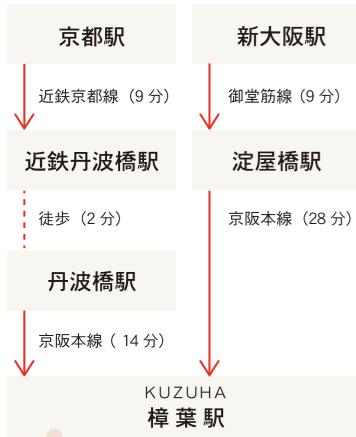 京都駅
近鉄京都線（9 分）
近鉄丹波橋駅
徒歩（2 分）
丹波橋駅
京阪本線（ 14 分）
新大阪駅
御堂筋線（9 分）
淀屋橋駅
京阪本線（28 分）
KUZUHA
樟葉駅